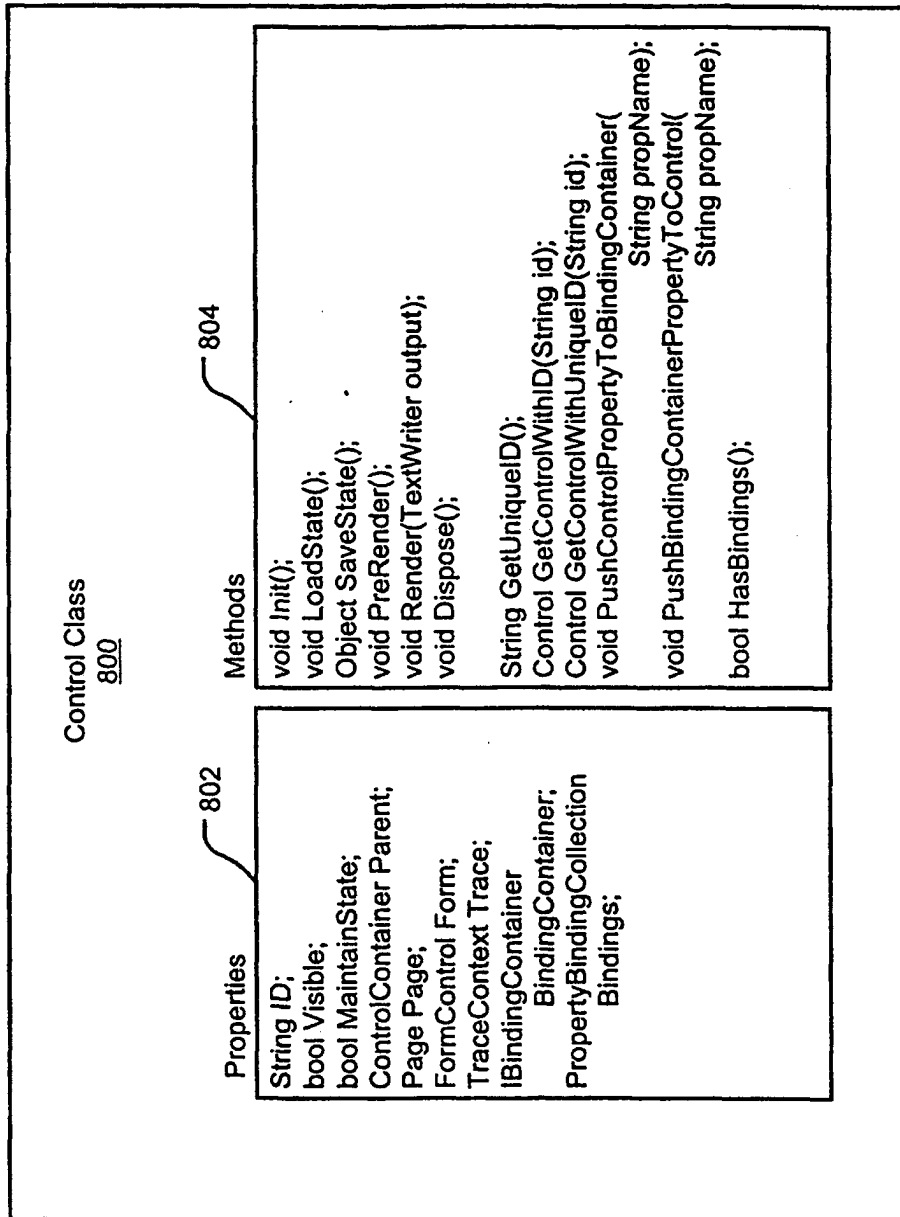 Control Class
800
Properties
802
String ID;
bool Visible;
bool MaintainState;
ControlContainer Parent;
Page Page;
FormControl Form;
TraceContext Trace;
IBindingContainer
BindingContainer;
PropertyBindingCollection
Bindings;
Methods
804
void Init();
void LoadState();
Object SaveState();
void PreRender();
void Render(TextWriter output);
void Dispose();
String GetUniqueID();
Control GetControlWithID(String id);
Control GetControlWithUniqueID(String id);
void PushControlPropertyToBindingContainer(
String propName);
void PushBindingContainerPropertyToControl(
String propName);
bool HasBindings();